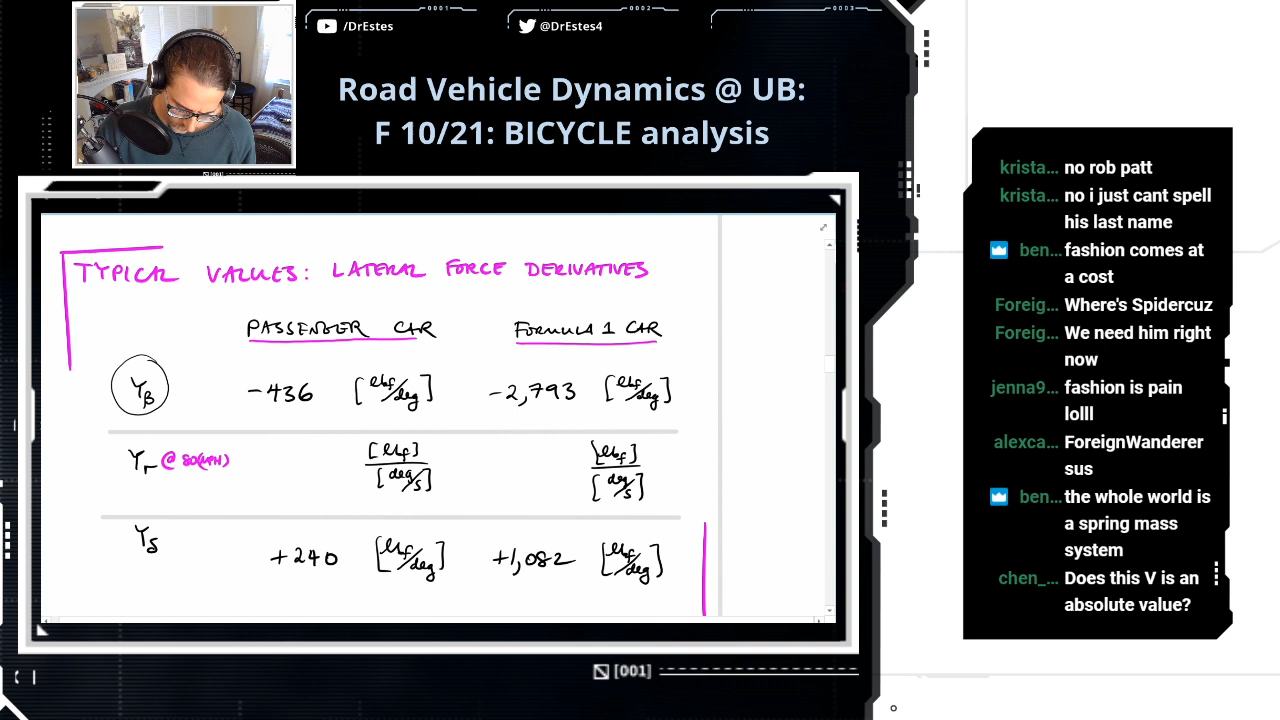 0001
0002
0003
/DrEstes
@DrEstes4
Road Vehicle Dynamics @ UB:
F 10/21: BICYCLE analysis
[001]
TYPICAL VALUES: LATERAL FORCE DERIVATIVES
PASSENGER CAR
FORMULA 1 CAR
Yβ -436 [lbf/deg] -2,793 [lbf/deg]
Yr @ 80(MPH) [lbf]/[deg/s] [lbf]/[deg/s]
Yδ +240 [lbf/deg] +1,082 [lbf/deg]
[001]
krista... no rob patt
krista... no i just cant spell
his last name
ben... fashion comes at
a cost
Foreig... Where's Spidercuz
Foreig... We need him right
now
jenna9... fashion is pain
lolll
alexca... ForeignWanderer
sus
ben... the whole world is
a spring mass
system
chen_... Does this V is an
absolute value?